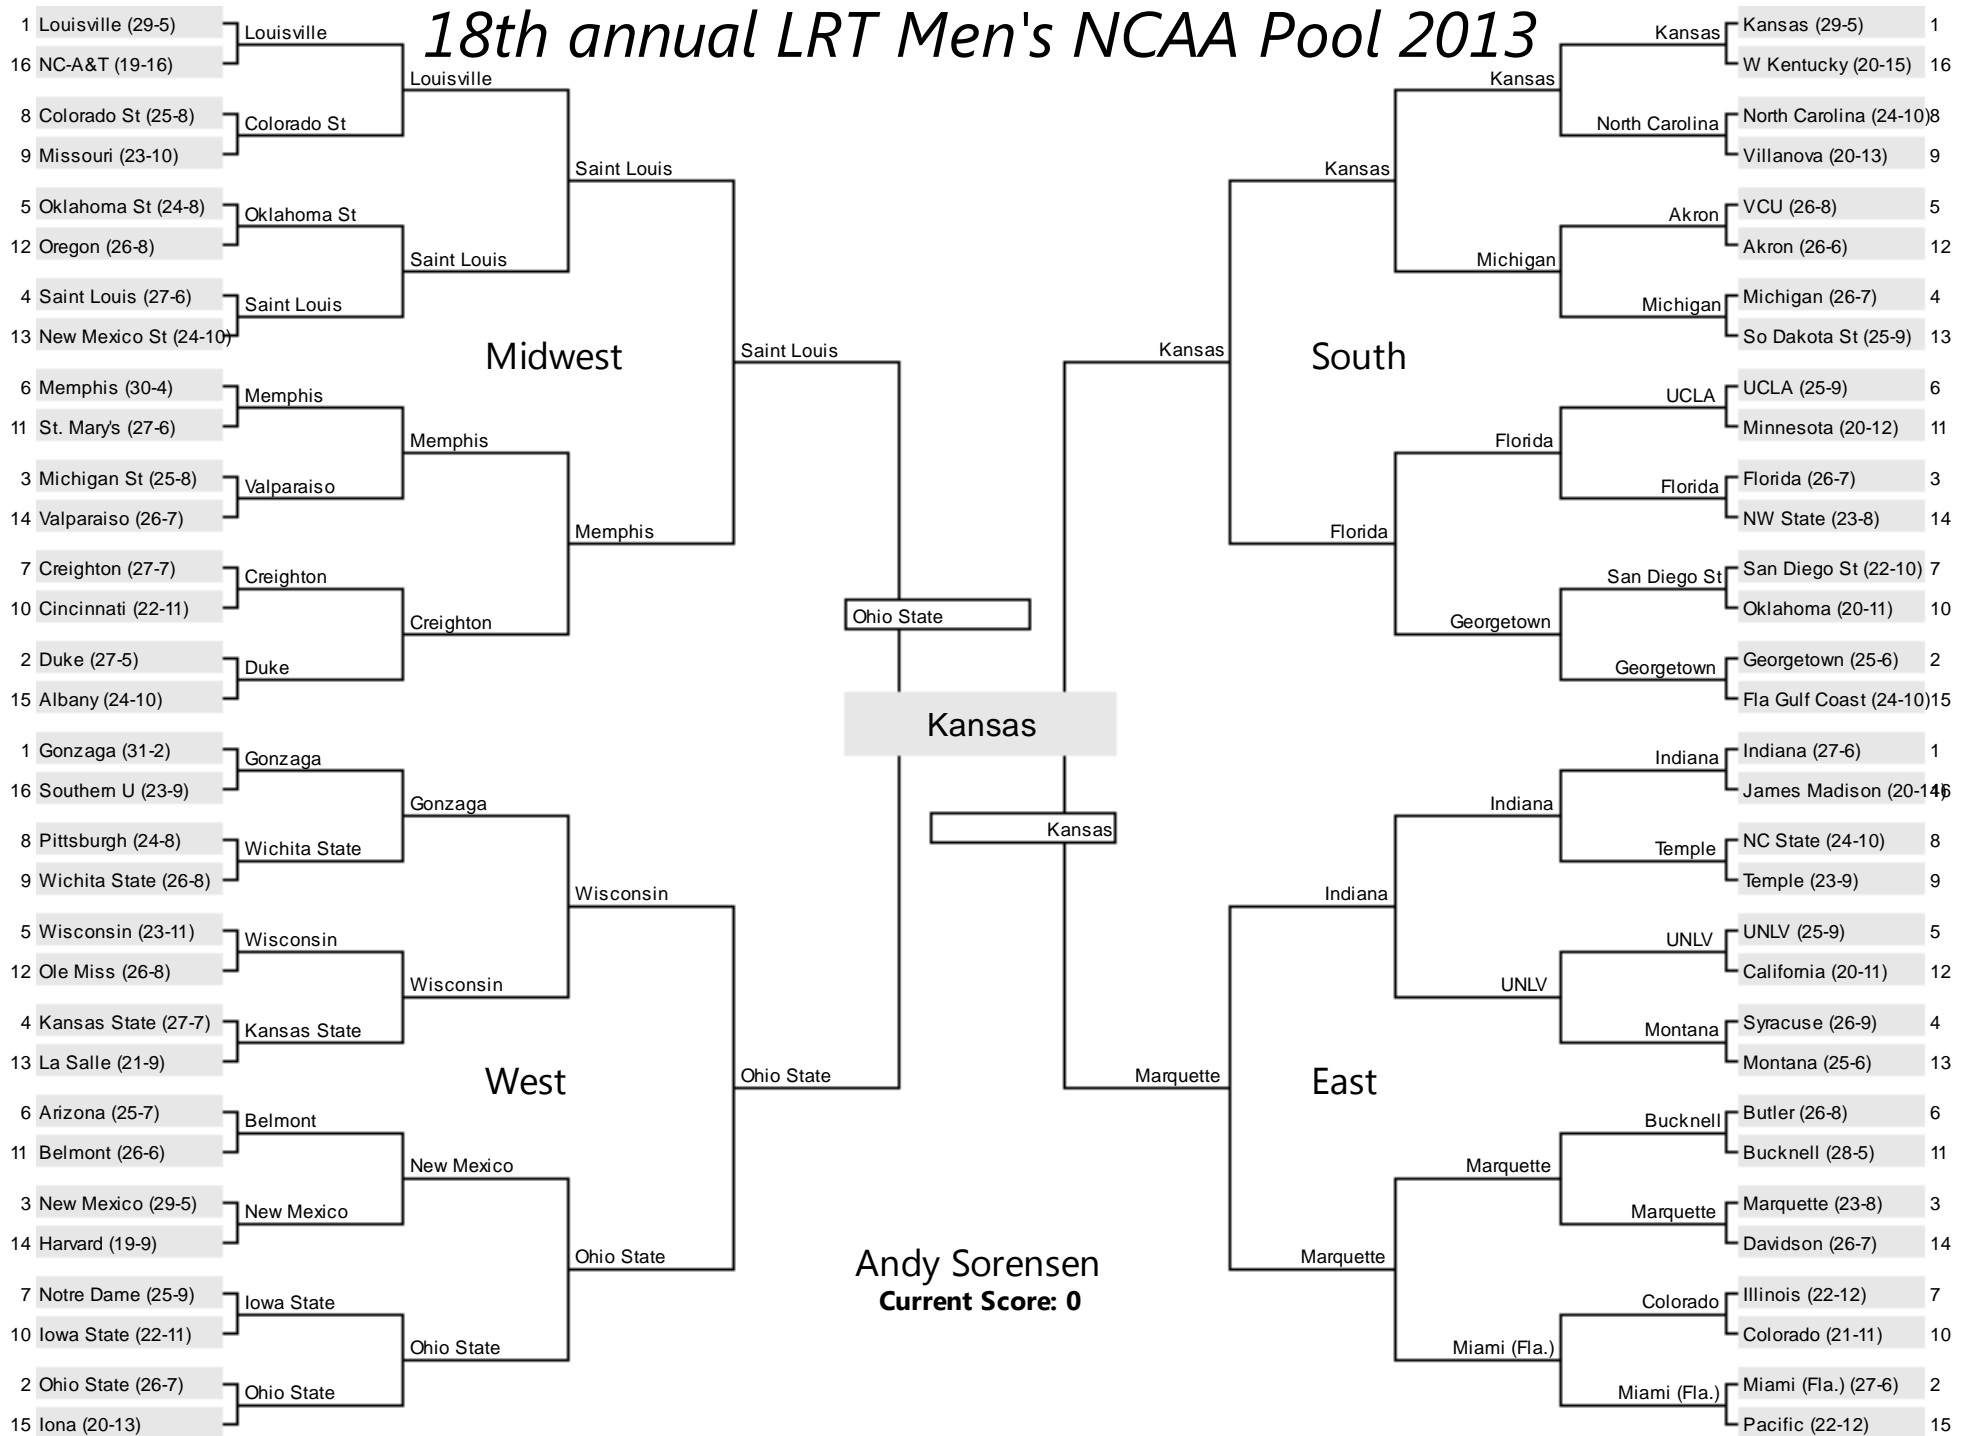 18th annual LRT Men's NCAA Pool 2013
1 Louisville (29-5)
16 NC-A&T (19-16)
8 Colorado St (25-8)
9 Missouri (23-10)
5 Oklahoma St (24-8)
12 Oregon (26-8)
4 Saint Louis (27-6)
13 New Mexico St (24-10)
6 Memphis (30-4)
11 St. Mary's (27-6)
3 Michigan St (25-8)
14 Valparaiso (26-7)
7 Creighton (27-7)
10 Cincinnati (22-11)
2 Duke (27-5)
15 Albany (24-10)
Louisville
Colorado St
Oklahoma St
Saint Louis
Memphis
Valparaiso
Creighton
Duke
Louisville
Saint Louis
Memphis
Creighton
Saint Louis
Memphis
Midwest
Saint Louis
1 Gonzaga (31-2)
16 Southern U (23-9)
8 Pittsburgh (24-8)
9 Wichita State (26-8)
5 Wisconsin (23-11)
12 Ole Miss (26-8)
4 Kansas State (27-7)
13 La Salle (21-9)
6 Arizona (25-7)
11 Belmont (26-6)
3 New Mexico (29-5)
14 Harvard (19-9)
7 Notre Dame (25-9)
10 Iowa State (22-11)
2 Ohio State (26-7)
15 Iona (20-13)
Gonzaga
Wichita State
Wisconsin
Kansas State
Belmont
New Mexico
Iowa State
Ohio State
Gonzaga
Wisconsin
New Mexico
Ohio State
Wisconsin
Ohio State
West
Ohio State
Ohio State
Kansas
Kansas
Andy Sorensen
Current Score: 0
Kansas (29-5) 1
W Kentucky (20-15) 16
North Carolina (24-10) 8
Villanova (20-13) 9
VCU (26-8) 5
Akron (26-6) 12
Michigan (26-7) 4
So Dakota St (25-9) 13
UCLA (25-9) 6
Minnesota (20-12) 11
Florida (26-7) 3
NW State (23-8) 14
San Diego St (22-10) 7
Oklahoma (20-11) 10
Georgetown (25-6) 2
Fla Gulf Coast (24-10) 15
Kansas
North Carolina
Akron
Michigan
UCLA
Florida
San Diego St
Georgetown
Kansas
Michigan
Florida
Georgetown
Kansas
Florida
South
Kansas
Indiana (27-6) 1
James Madison (20-14) 16
NC State (24-10) 8
Temple (23-9) 9
UNLV (25-9) 5
California (20-11) 12
Syracuse (26-9) 4
Montana (25-6) 13
Butler (26-8) 6
Bucknell (28-5) 11
Marquette (23-8) 3
Davidson (26-7) 14
Illinois (22-12) 7
Colorado (21-11) 10
Miami (Fla.) (27-6) 2
Pacific (22-12) 15
Indiana
Temple
UNLV
Montana
Bucknell
Marquette
Colorado
Miami (Fla.)
Indiana
UNLV
Marquette
Miami (Fla.)
Indiana
Marquette
East
Marquette